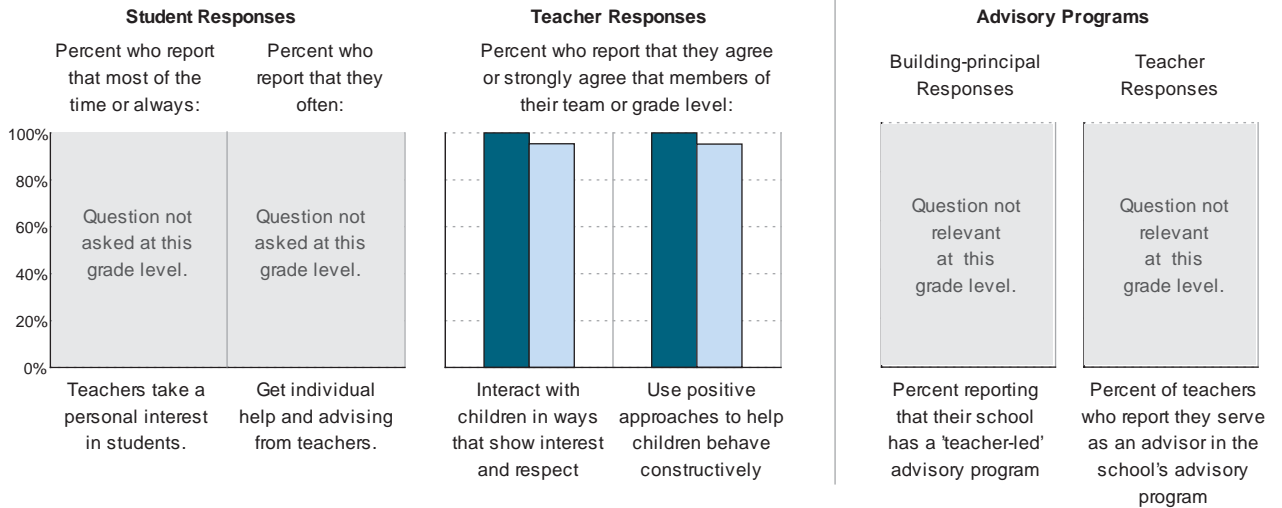 Student Responses
Percent who report
that most of the
time or always:
Percent who
report that they
often:
100%
80%
60%
40%
20%
0%
Question not
asked at this
grade level.
Question not
asked at this
grade level.
Teachers take a
personal interest
in students.
Get individual
help and advising
from teachers.
Teacher Responses
Percent who report that they agree
or strongly agree that members of
their team or grade level:
Interact with
children in ways
that show interest
and respect
Use positive
approaches to help
children behave
constructively
Advisory Programs
Building-principal
Responses
Question not
relevant
at this
grade level.
Percent reporting
that their school
has a 'teacher-led’
advisory program
Teacher
Responses
Question not
relevant
at this
grade level.
Percent of teachers
who report they serve
as an advisor in the
school’s advisory
program